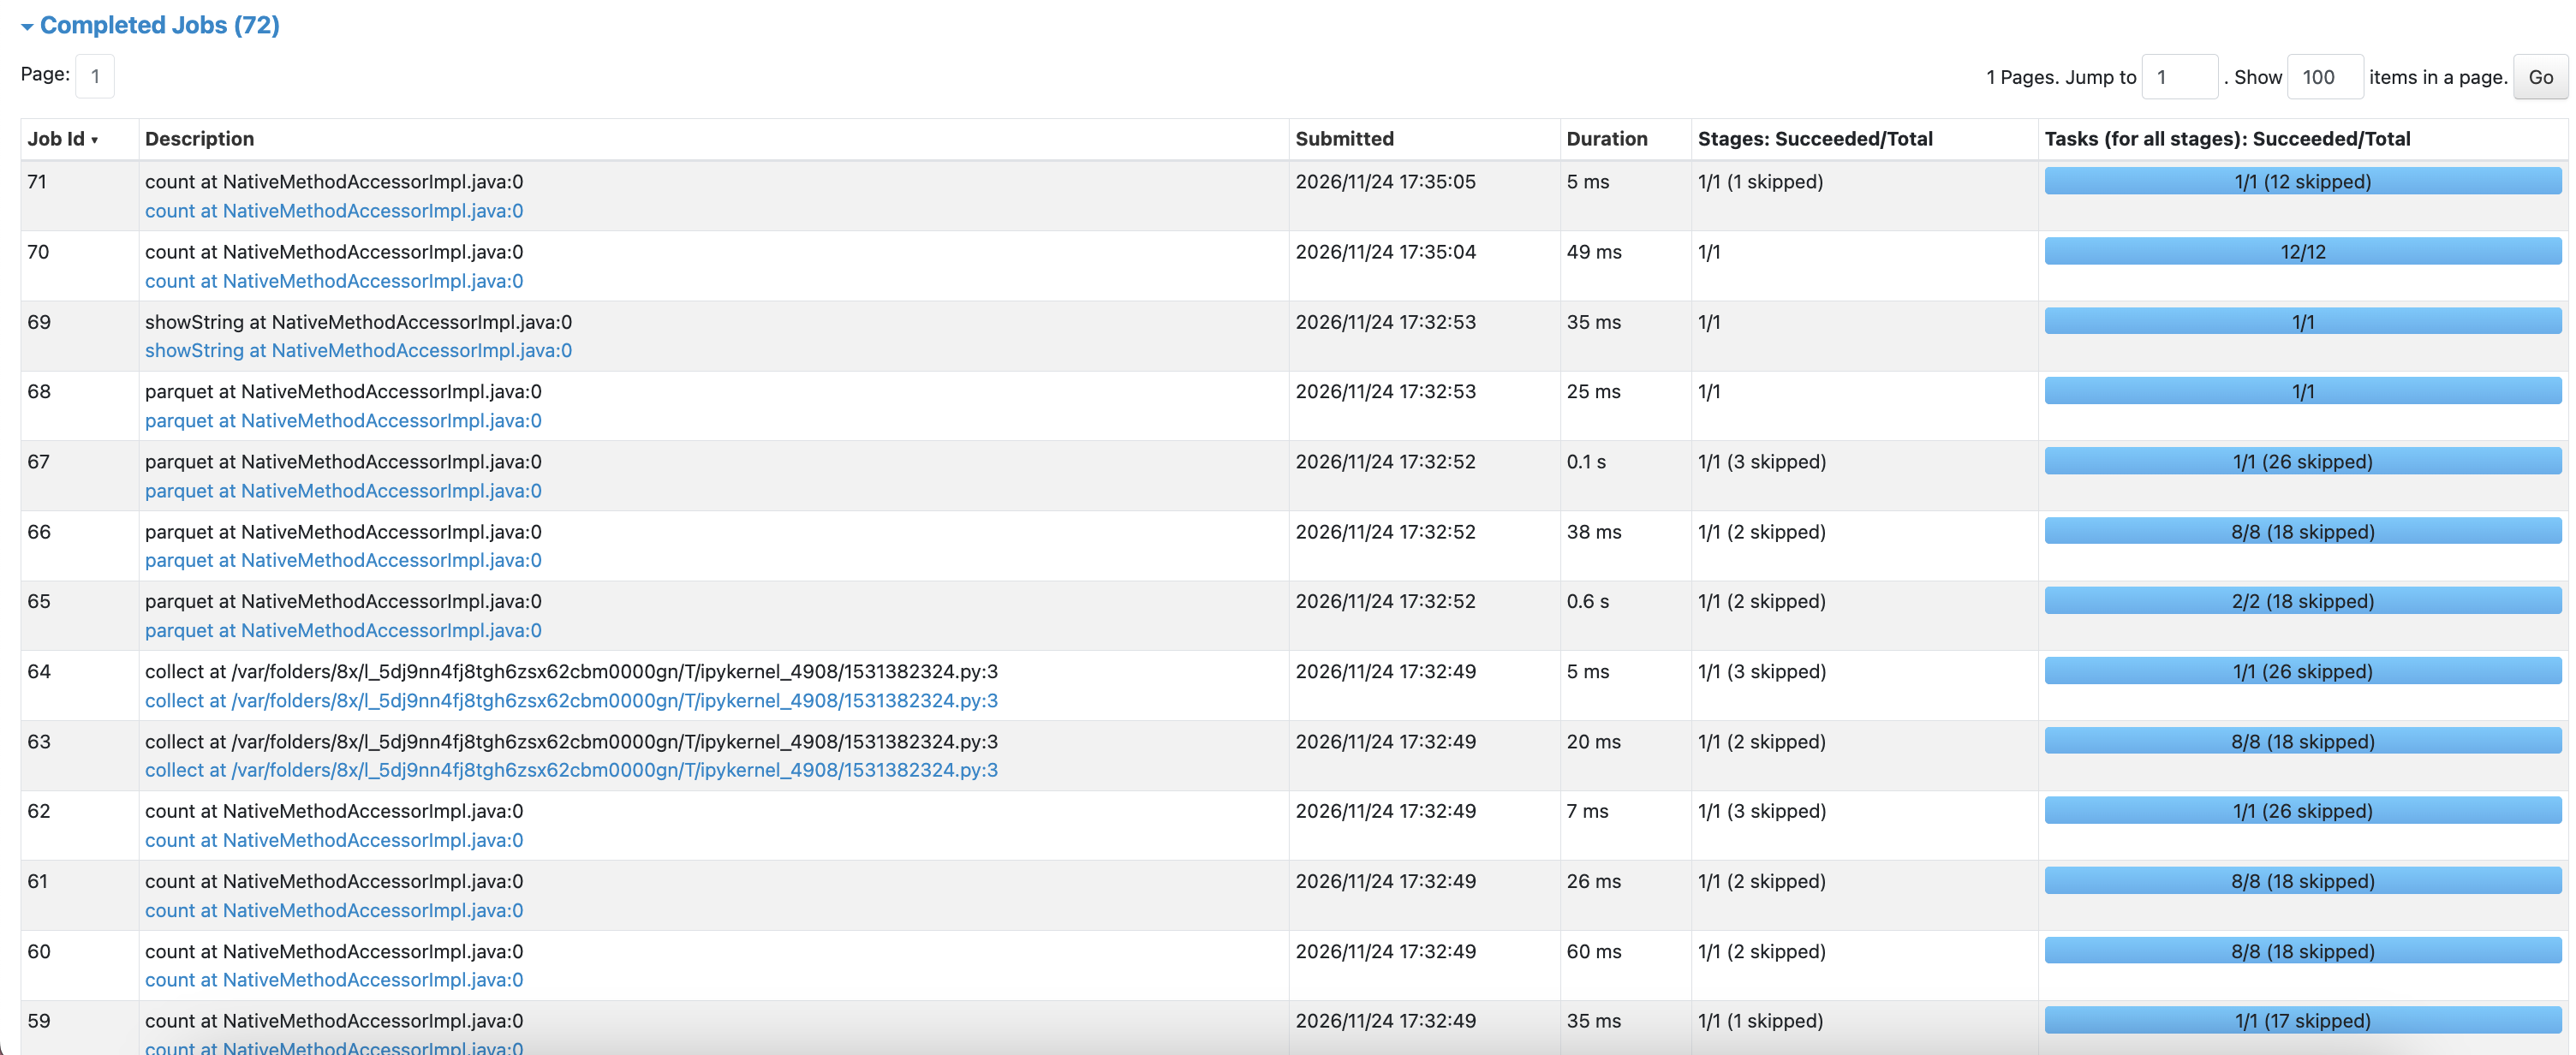 Completed Jobs (72)
Page: 1
1 Pages. Jump to 1 . Show 100 items in a page. Go
Job Id ▾ Description Submitted Duration Stages: Succeeded/Total Tasks (for all stages): Succeeded/Total
71 count at NativeMethodAccessorImpl.java:0 2026/11/24 17:35:05 5 ms 1/1 (1 skipped) 1/1 (12 skipped)
count at NativeMethodAccessorImpl.java:0
70 count at NativeMethodAccessorImpl.java:0 2026/11/24 17:35:04 49 ms 1/1 12/12
count at NativeMethodAccessorImpl.java:0
69 showString at NativeMethodAccessorImpl.java:0 2026/11/24 17:32:53 35 ms 1/1 1/1
showString at NativeMethodAccessorImpl.java:0
68 parquet at NativeMethodAccessorImpl.java:0 2026/11/24 17:32:53 25 ms 1/1 1/1
parquet at NativeMethodAccessorImpl.java:0
67 parquet at NativeMethodAccessorImpl.java:0 2026/11/24 17:32:52 0.1 s 1/1 (3 skipped) 1/1 (26 skipped)
parquet at NativeMethodAccessorImpl.java:0
66 parquet at NativeMethodAccessorImpl.java:0 2026/11/24 17:32:52 38 ms 1/1 (2 skipped) 8/8 (18 skipped)
parquet at NativeMethodAccessorImpl.java:0
65 parquet at NativeMethodAccessorImpl.java:0 2026/11/24 17:32:52 0.6 s 1/1 (2 skipped) 2/2 (18 skipped)
parquet at NativeMethodAccessorImpl.java:0
64 collect at /var/folders/8x/l_5dj9nn4fj8tgh6zsx62cbm0000gn/T/ipykernel_4908/1531382324.py:3 2026/11/24 17:32:49 5 ms 1/1 (3 skipped) 1/1 (26 skipped)
collect at /var/folders/8x/l_5dj9nn4fj8tgh6zsx62cbm0000gn/T/ipykernel_4908/1531382324.py:3
63 collect at /var/folders/8x/l_5dj9nn4fj8tgh6zsx62cbm0000gn/T/ipykernel_4908/1531382324.py:3 2026/11/24 17:32:49 20 ms 1/1 (2 skipped) 8/8 (18 skipped)
collect at /var/folders/8x/l_5dj9nn4fj8tgh6zsx62cbm0000gn/T/ipykernel_4908/1531382324.py:3
62 count at NativeMethodAccessorImpl.java:0 2026/11/24 17:32:49 7 ms 1/1 (3 skipped) 1/1 (26 skipped)
count at NativeMethodAccessorImpl.java:0
61 count at NativeMethodAccessorImpl.java:0 2026/11/24 17:32:49 26 ms 1/1 (2 skipped) 8/8 (18 skipped)
count at NativeMethodAccessorImpl.java:0
60 count at NativeMethodAccessorImpl.java:0 2026/11/24 17:32:49 60 ms 1/1 (2 skipped) 8/8 (18 skipped)
count at NativeMethodAccessorImpl.java:0
59 count at NativeMethodAccessorImpl.java:0 2026/11/24 17:32:49 35 ms 1/1 (1 skipped) 1/1 (17 skipped)
count at NativeMethodAccessorImpl.java:0